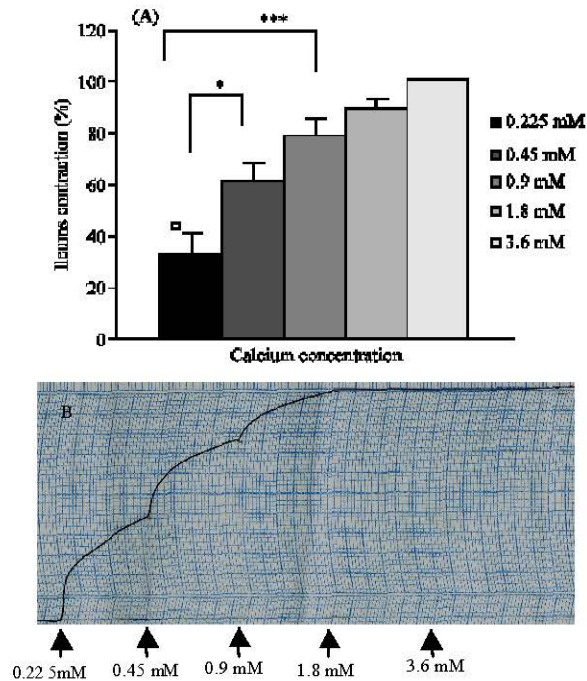 (A)
120
***
100
*
80
60
40
20
0
Ileums contraction (%)
Calcium concentration
0.225 mM
0.45 mM
0.9 mM
1.8 mM
3.6 mM
B
0.22 5mM
0.45 mM
0.9 mM
1.8 mM
3.6 mM